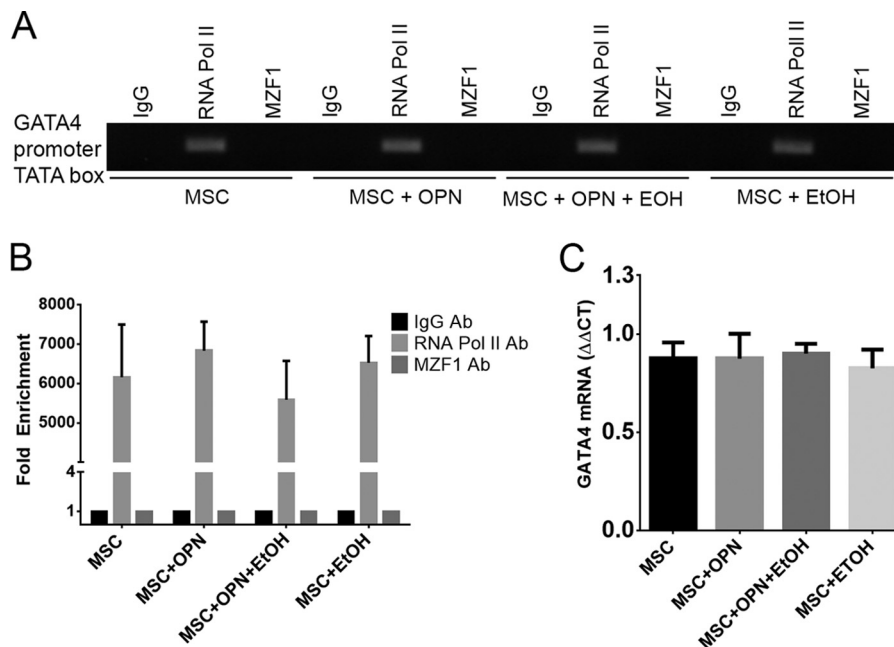 A
IgG
RNA Pol II
MZF1
IgG
RNA Pol II
MZF1
IgG
RNA Pol II
MZF1
IgG
RNA Pol II
MZF1
GATA4
promoter
TATA box
MSC
MSC + OPN
MSC + OPN + EOH
MSC + EtOH
B
Fold Enrichment
8000
7000
6000
5000
4
1
MSC
MSC+OPN
MSC+OPN+EtOH
MSC+EtOH
IgG Ab
RNA Pol II Ab
MZF1 Ab
C
GATA4 mRNA (ΔΔCT)
1.3
1.0
0.5
0.0
MSC
MSC+OPN
MSC+OPN+EtOH
MSC+ETOH